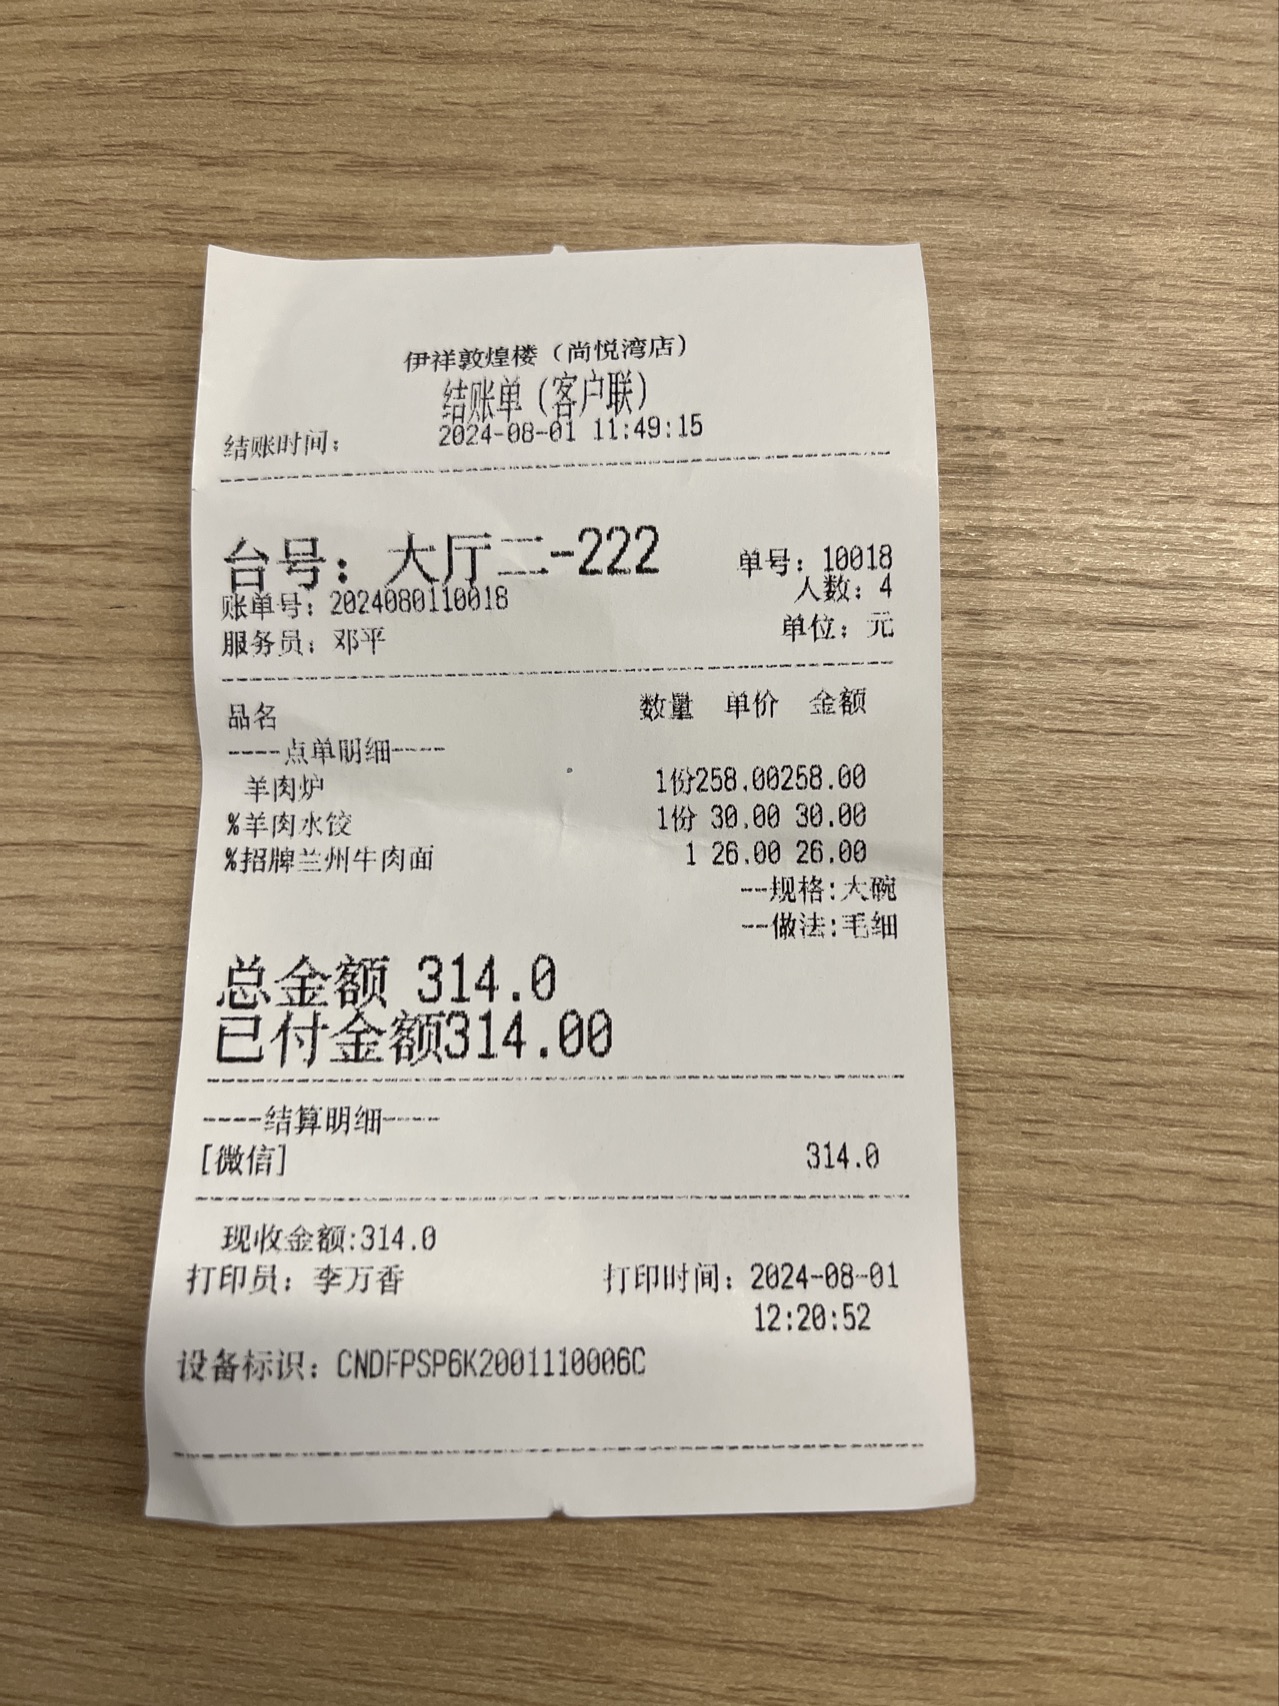 伊祥敦煌楼（尚悦湾店）
结账单（客户联）
结账时间： 2024-08-01 11:49:15
台号：大厅二-222 单号：10018
账单号：2024080110018 人数：4
服务员：邓平 单位：元
品名 数量 单价 金额
----点单明细----
羊肉炉 1份258.00258.00
%羊肉水饺 1份 30.00 30.00
%招牌兰州牛肉面 1 26.00 26.00
--规格:大碗
--做法:毛细
总金额 314.0
已付金额314.00
----结算明细----
[微信] 314.0
现收金额:314.0
打印员：李万香 打印时间：2024-08-01
12:20:52
设备标识：CNDFPSP6K2001110006C